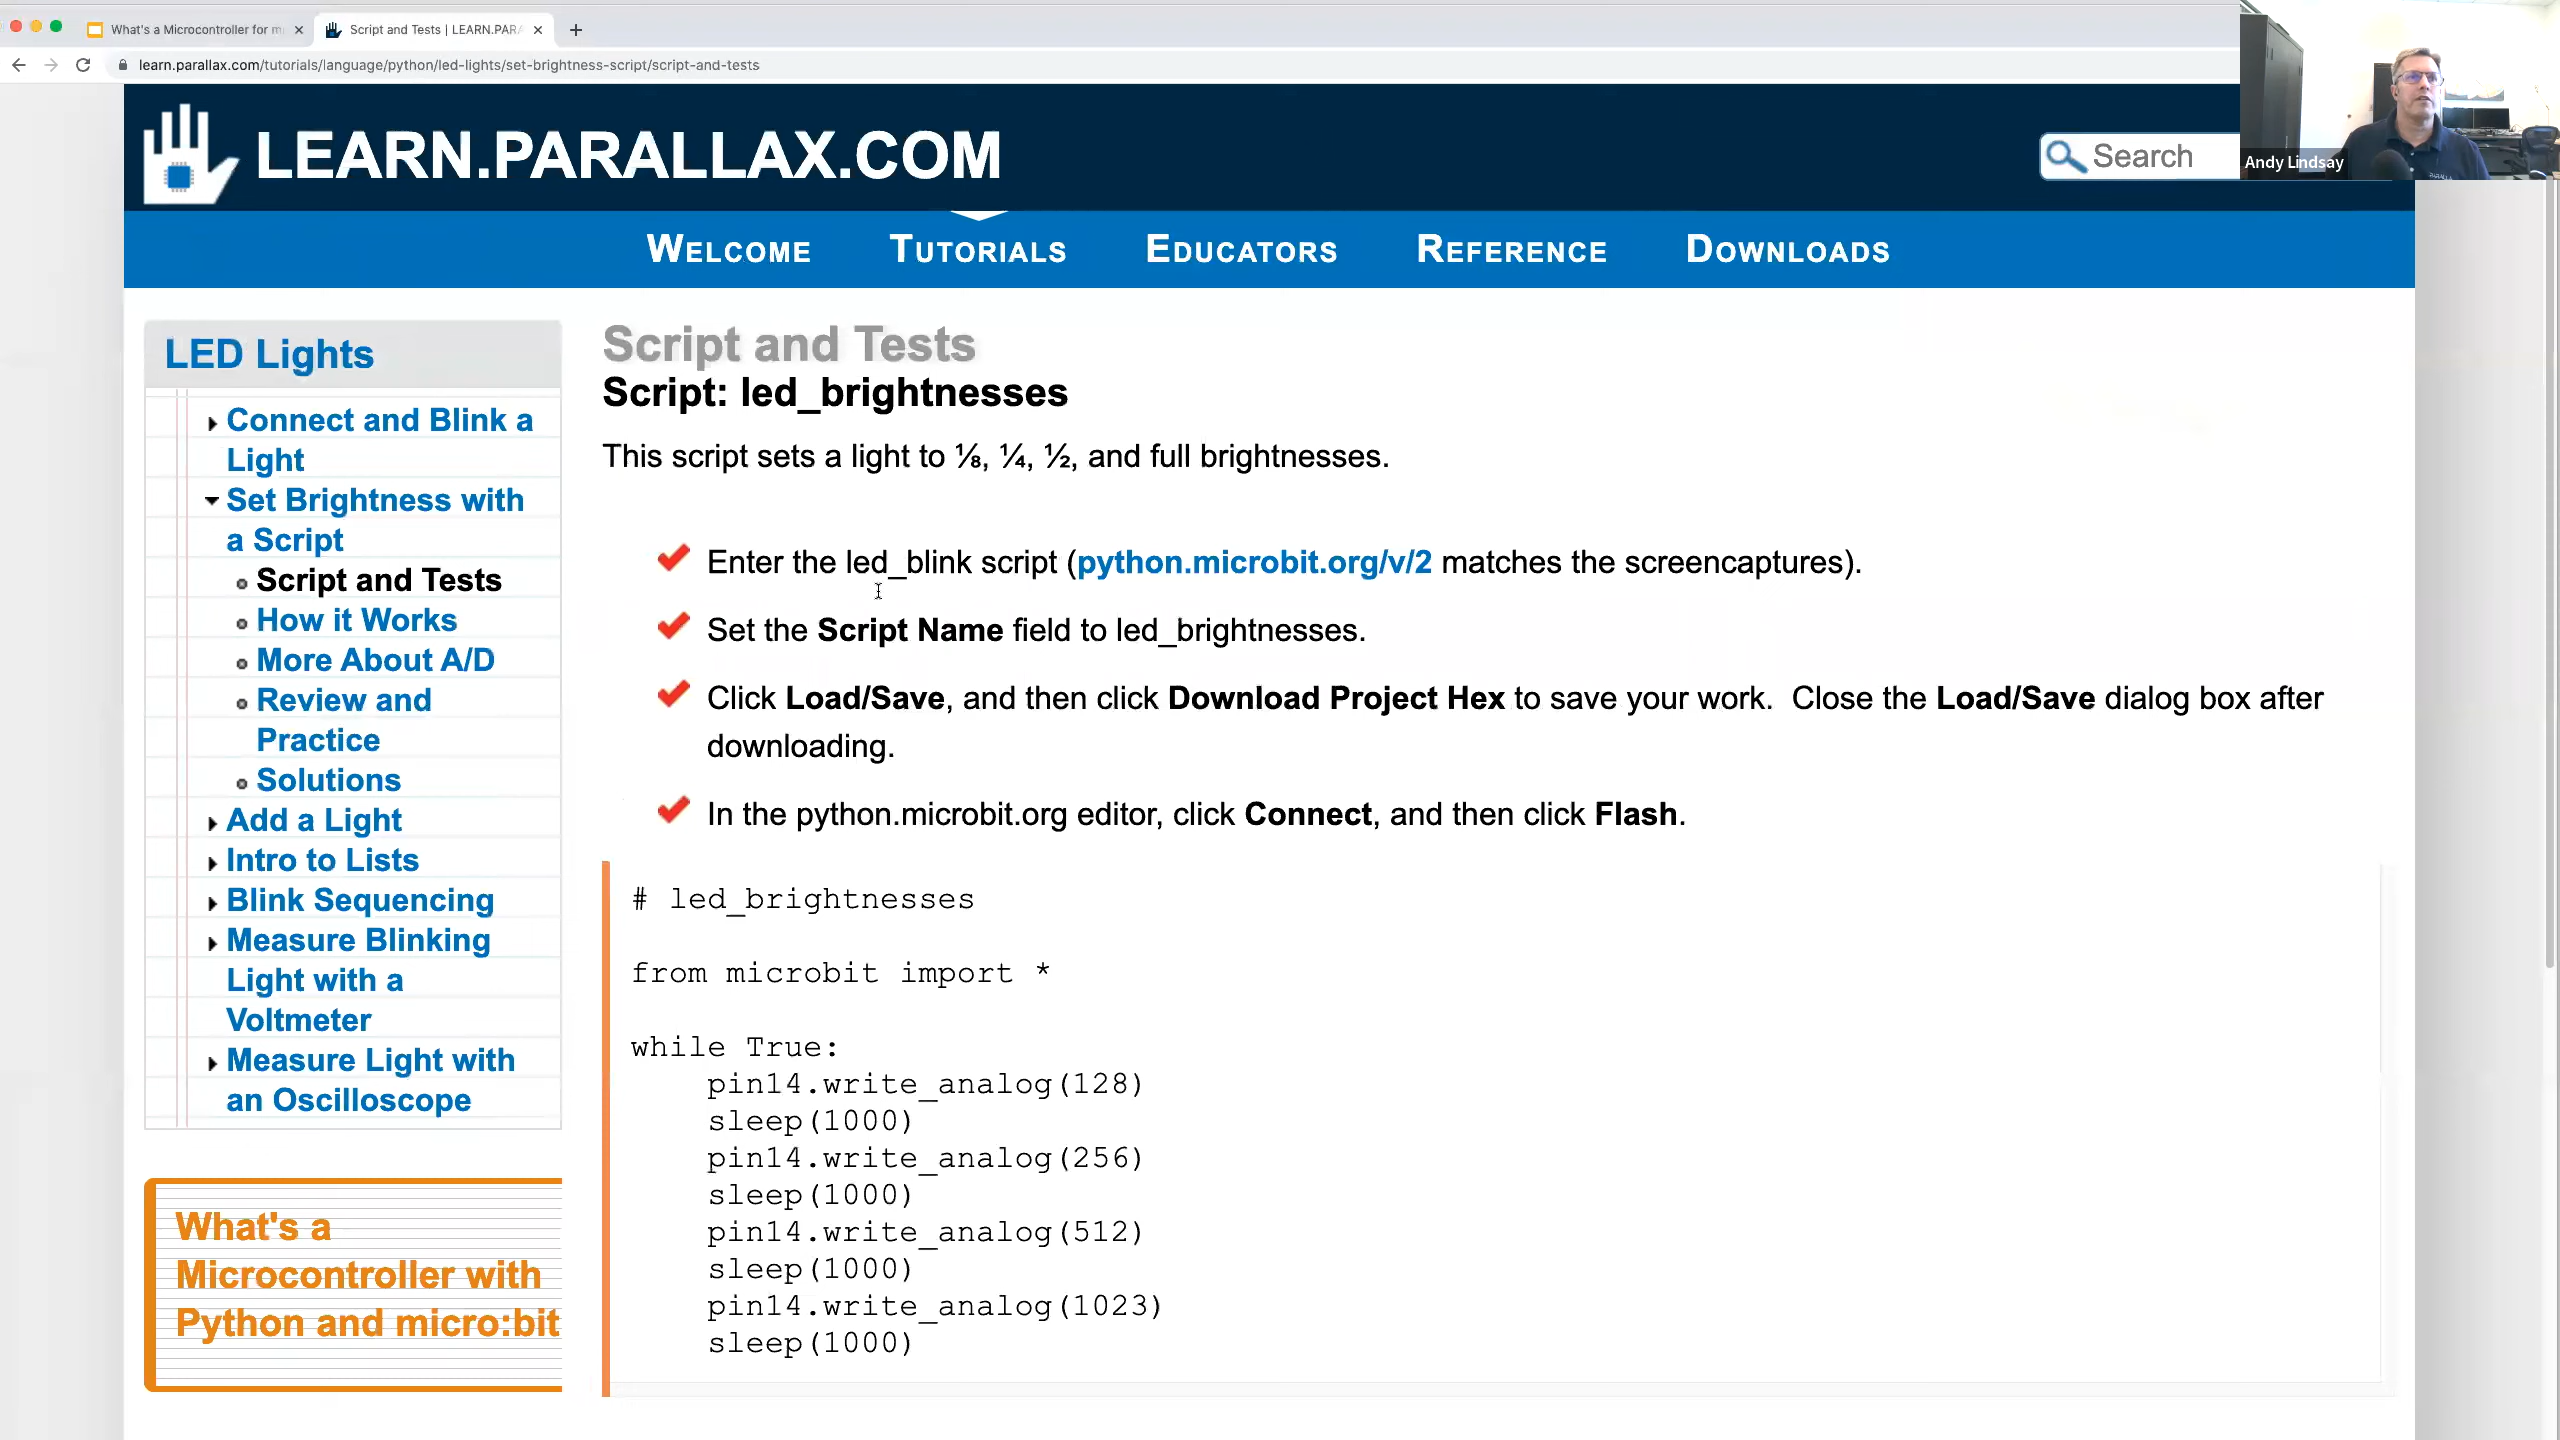 What's a Microcontroller for m
Script and Tests | LEARN.PARA
learn.parallax.com/tutorials/language/python/led-lights/set-brightness-script/script-and-tests
LEARN.PARALLAX.COM
Search
Andy Lindsay
WELCOME
TUTORIALS
EDUCATORS
REFERENCE
DOWNLOADS
LED Lights
Connect and Blink a
Light
Set Brightness with
a Script
Script and Tests
How it Works
More About A/D
Review and
Practice
Solutions
Add a Light
Intro to Lists
Blink Sequencing
Measure Blinking
Light with a
Voltmeter
Measure Light with
an Oscilloscope
What's a
Microcontroller with
Python and micro:bit
Script and Tests
Script: led_brightnesses
This script sets a light to ⅛, ¼, ½, and full brightnesses.
Enter the led_blink script (python.microbit.org/v/2 matches the screencaptures).
Set the Script Name field to led_brightnesses.
Click Load/Save, and then click Download Project Hex to save your work.  Close the Load/Save dialog box after
downloading.
In the python.microbit.org editor, click Connect, and then click Flash.
# led_brightnesses
from microbit import *
while True:
    pin14.write_analog(128)
    sleep(1000)
    pin14.write_analog(256)
    sleep(1000)
    pin14.write_analog(512)
    sleep(1000)
    pin14.write_analog(1023)
    sleep(1000)